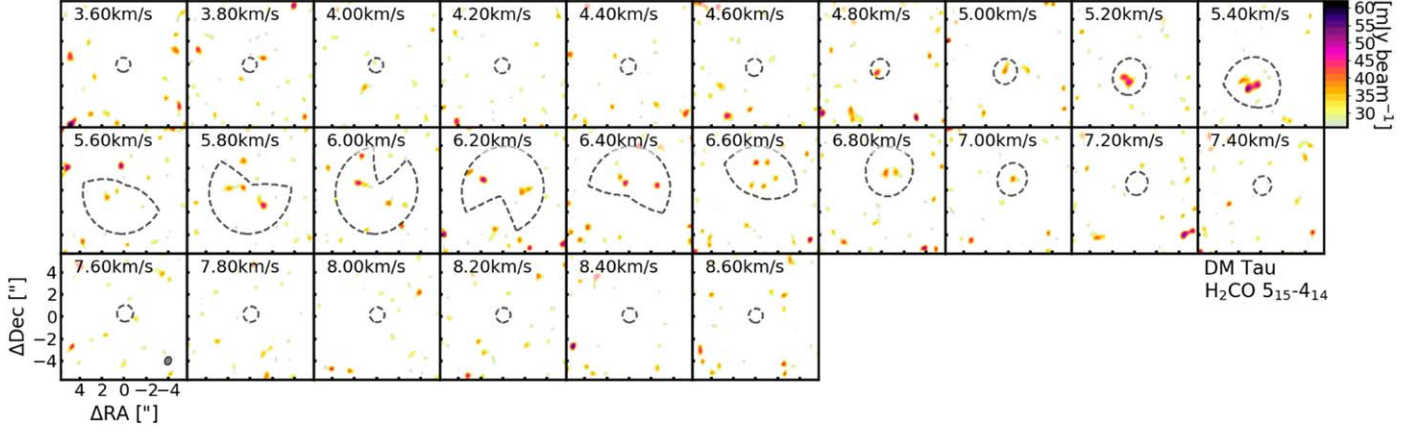 3.60km/s 3.80km/s 4.00km/s 4.20km/s 4.40km/s 4.60km/s 4.80km/s 5.00km/s 5.20km/s 5.40km/s
60
55
50
45
40
35
30
[mJy beam⁻¹]
5.60km/s 5.80km/s 6.00km/s 6.20km/s 6.40km/s 6.60km/s 6.80km/s 7.00km/s 7.20km/s 7.40km/s
7.60km/s 7.80km/s 8.00km/s 8.20km/s 8.40km/s 8.60km/s
DM Tau
H₂CO 5₁₅-4₁₄
4
2
0
−2
−4
ΔDec ["]
4 2 0 −2 −4
ΔRA ["]